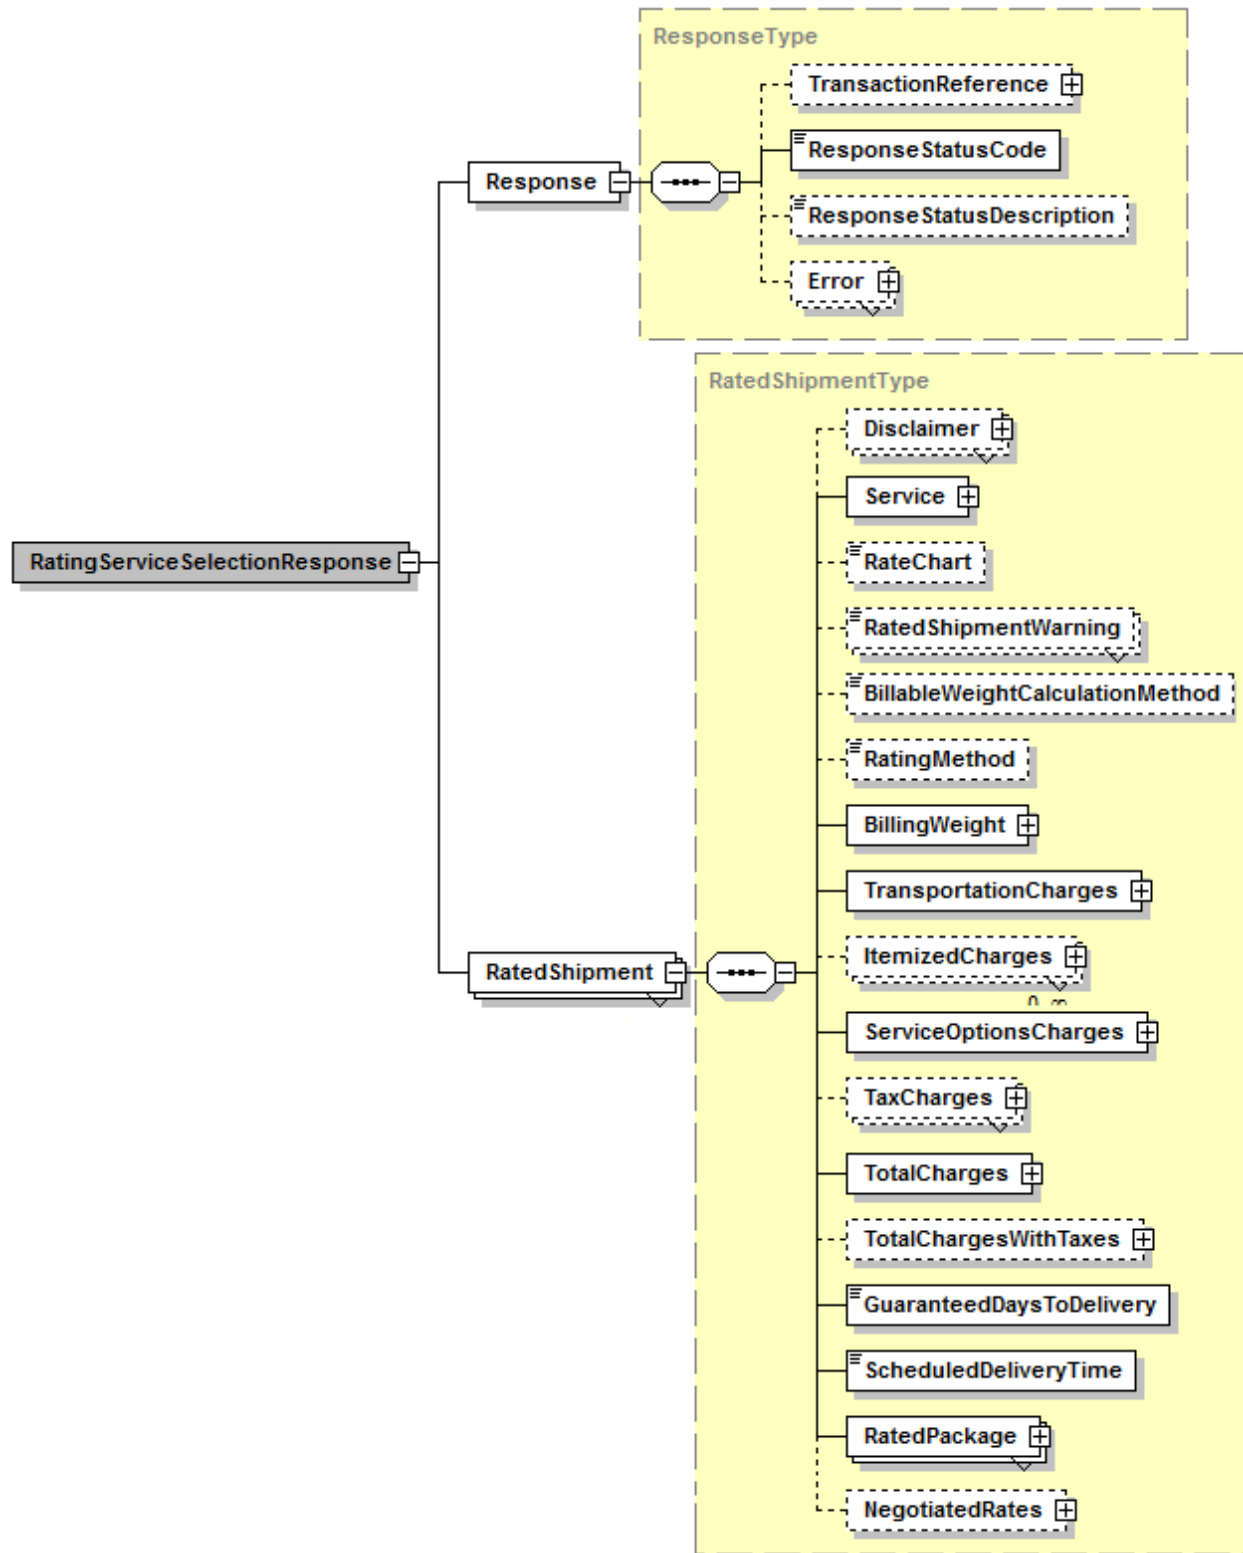 ResponseType
TransactionReference
ResponseStatusCode
Response
ResponseStatusDescription
Error
RatedShipmentType
Disclaimer
Service
RatingServiceSelectionResponse
RateChart
RatedShipmentWarning
BillableWeightCalculationMethod
RatingMethod
BillingWeight
TransportationCharges
ItemizedCharges
RatedShipment
0..∞
ServiceOptionsCharges
TaxCharges
TotalCharges
TotalChargesWithTaxes
GuaranteedDaysToDelivery
ScheduledDeliveryTime
RatedPackage
NegotiatedRates